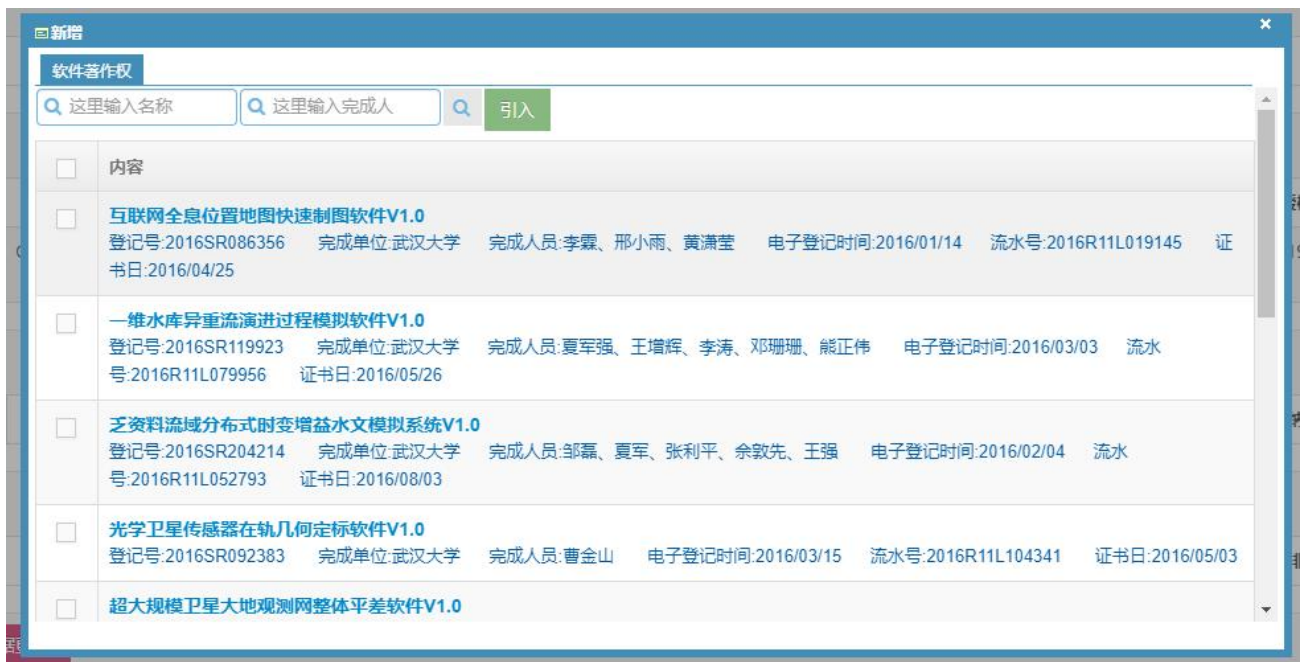 新增
×
软件著作权
这里输入名称
这里输入完成人
引入
内容
互联网全息位置地图快速制图软件V1.0
登记号:2016SR086356 完成单位:武汉大学 完成人员:李霖、邢小雨、黄潇莹 电子登记时间:2016/01/14 流水号:2016R11L019145 证
书日:2016/04/25
一维水库异重流演进过程模拟软件V1.0
登记号:2016SR119923 完成单位:武汉大学 完成人员:夏军强、王增辉、李涛、邓珊珊、熊正伟 电子登记时间:2016/03/03 流水
号:2016R11L079956 证书日:2016/05/26
乏资料流域分布式时变增益水文模拟系统V1.0
登记号:2016SR204214 完成单位:武汉大学 完成人员:邹磊、夏军、张利平、佘敦先、王强 电子登记时间:2016/02/04 流水
号:2016R11L052793 证书日:2016/08/03
光学卫星传感器在轨几何定标软件V1.0
登记号:2016SR092383 完成单位:武汉大学 完成人员:曹金山 电子登记时间:2016/03/15 流水号:2016R11L104341 证书日:2016/05/03
超大规模卫星大地观测网整体平差软件V1.0